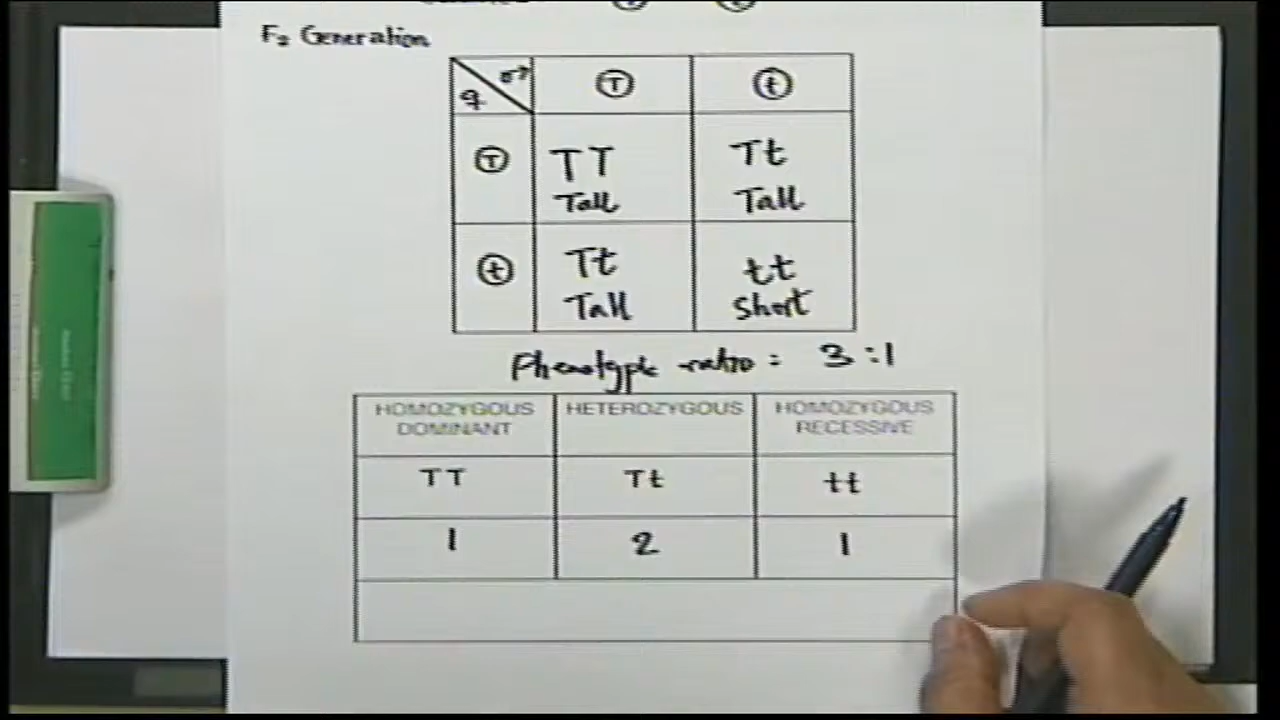 F₂ Generation
♀ ♂ T t
T TT Tt
Tall Tall
t Tt tt
Tall Short
Phenotypic ratio = 3:1
HOMOZYGOUS DOMINANT HETEROZYGOUS HOMOZYGOUS RECESSIVE
TT Tt tt
1 2 1